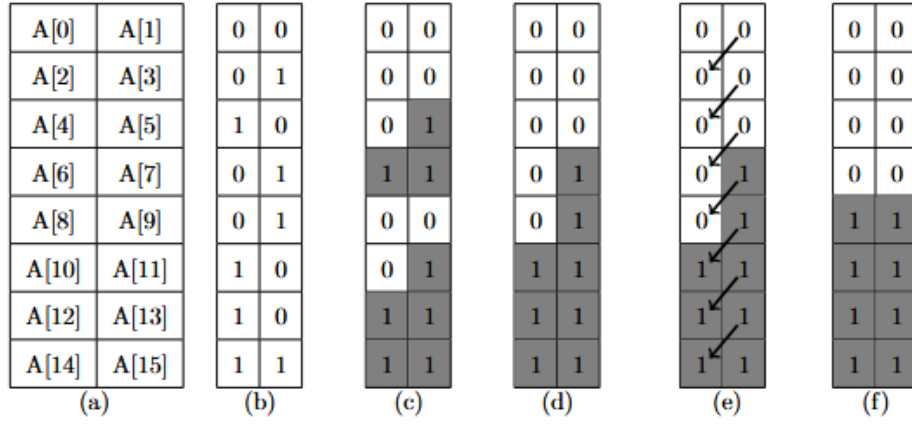 A[0] A[1] 0 0 0 0 0 0 0 0 0 0
A[2] A[3] 0 1 0 0 0 0 0 0 0 0
A[4] A[5] 1 0 0 1 0 0 0 0 0 0
A[6] A[7] 0 1 1 1 0 1 0 1 0 0
A[8] A[9] 0 1 0 0 0 1 0 1 1 1
A[10] A[11] 1 0 0 1 1 1 1 1 1 1
A[12] A[13] 1 0 1 1 1 1 1 1 1 1
A[14] A[15] 1 1 1 1 1 1 1 1 1 1
(a) (b) (c) (d) (e) (f)